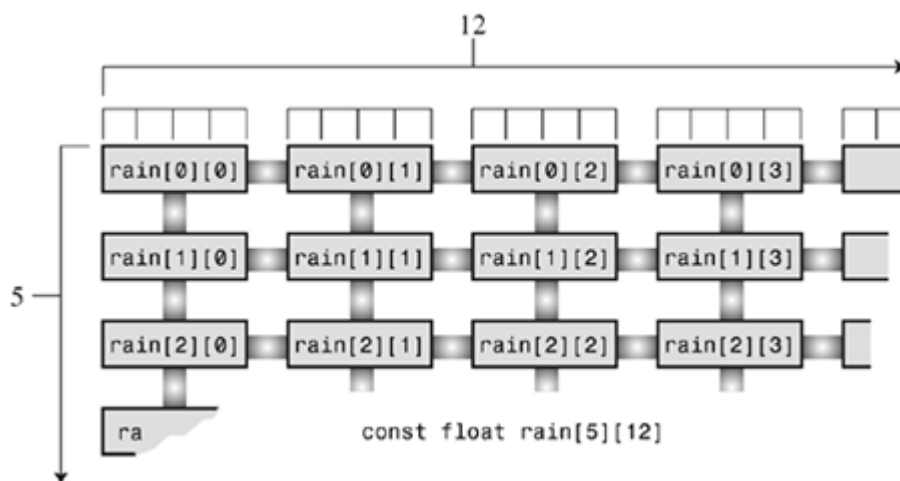 12
rain[0][0] rain[0][1] rain[0][2] rain[0][3]
rain[1][0] rain[1][1] rain[1][2] rain[1][3]
5
rain[2][0] rain[2][1] rain[2][2] rain[2][3]
ra const float rain[5][12]